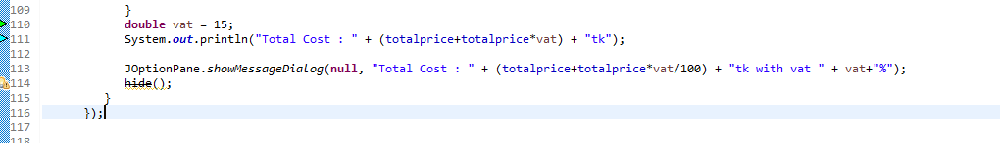 109 }
110 double vat = 15;
111 System.out.println("Total Cost : " + (totalprice+totalprice*vat) + "tk");
112
113 JOptionPane.showMessageDialog(null, "Total Cost : " + (totalprice+totalprice*vat/100) + "tk with vat " + vat+"%");
114 hide();
115 }
116 });
117
118